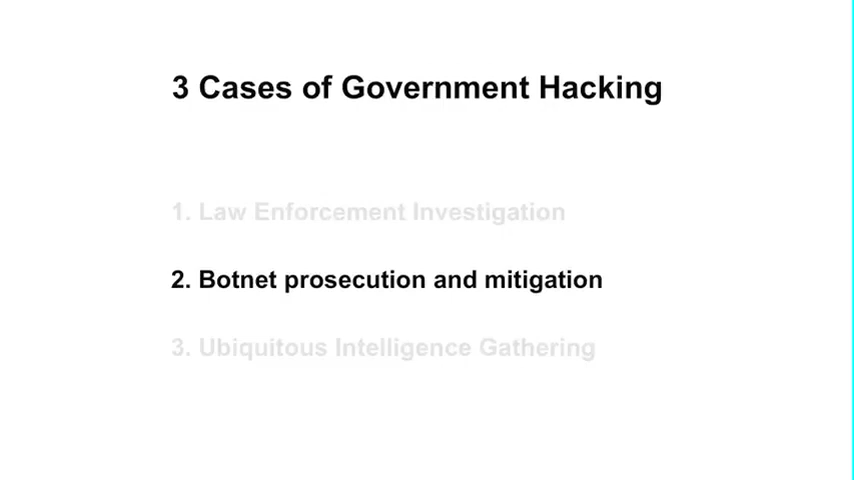 3 Cases of Government Hacking
1. Law Enforcement Investigation
2. Botnet prosecution and mitigation
3. Ubiquitous Intelligence Gathering